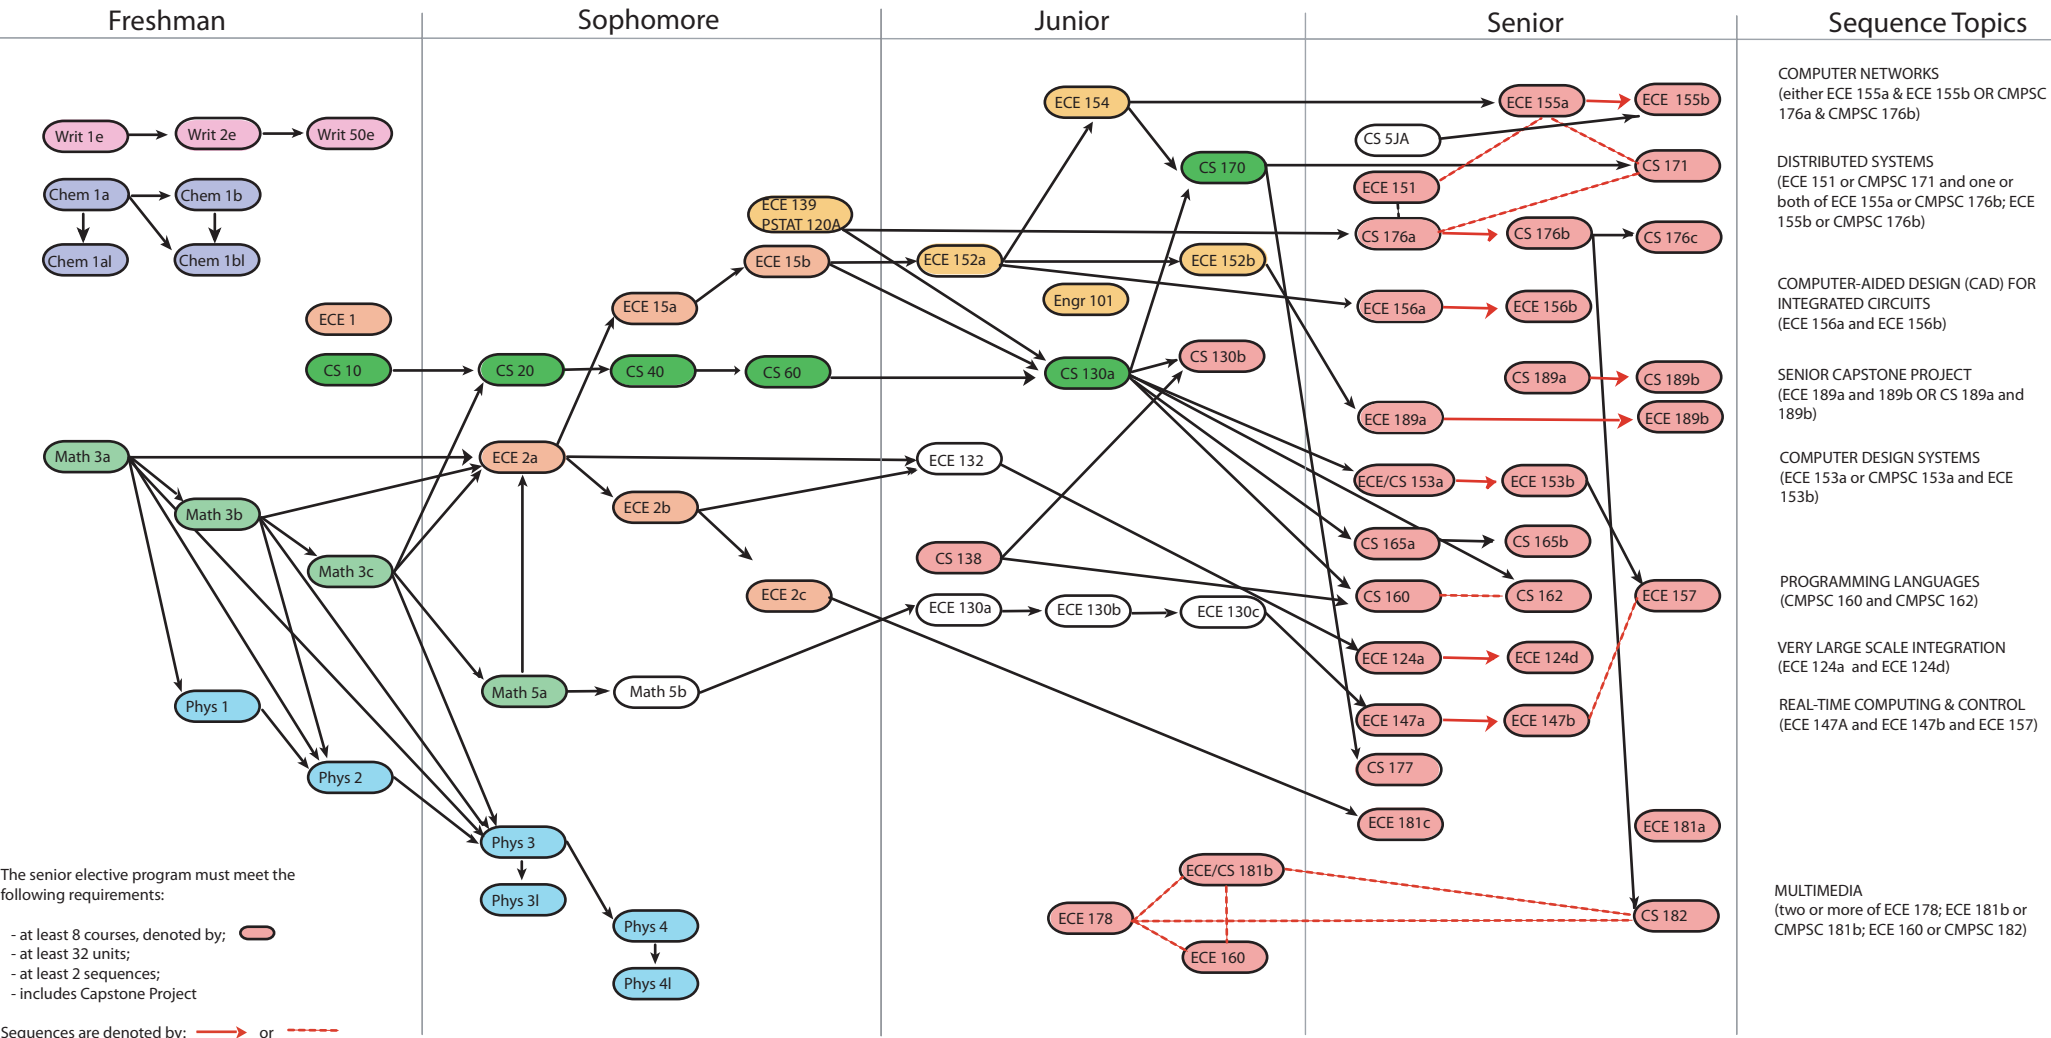 Freshman
Sophomore
Junior
Senior
Sequence Topics
Writ 1e
Writ 2e
Writ 50e
Chem 1a
Chem 1b
Chem 1al
Chem 1bl
ECE 1
CS 10
Math 3a
Math 3b
Math 3c
Phys 1
Phys 2
The senior elective program must meet the
following requirements:
- at least 8 courses, denoted by;
- at least 32 units;
- at least 2 sequences;
- includes Capstone Project
Sequences are denoted by:
or
ECE 139
PSTAT 120A
ECE 15b
ECE 15a
CS 20
CS 40
CS 60
ECE 2a
ECE 2b
ECE 2c
Math 5a
Math 5b
Phys 3
Phys 3l
Phys 4
Phys 4l
ECE 154
CS 170
ECE 152a
ECE 152b
Engr 101
CS 130a
CS 130b
ECE 132
CS 138
ECE 130a
ECE 130b
ECE 130c
ECE/CS 181b
ECE 178
ECE 160
ECE 155a
ECE 155b
CS 5JA
CS 171
ECE 151
CS 176a
CS 176b
CS 176c
ECE 156a
ECE 156b
CS 189a
CS 189b
ECE 189a
ECE 189b
ECE/CS 153a
ECE 153b
CS 165a
CS 165b
CS 160
CS 162
ECE 157
ECE 124a
ECE 124d
ECE 147a
ECE 147b
CS 177
ECE 181c
ECE 181a
CS 182
COMPUTER NETWORKS
(either ECE 155a & ECE 155b OR CMPSC
176a & CMPSC 176b)
DISTRIBUTED SYSTEMS
(ECE 151 or CMPSC 171 and one or
both of ECE 155a or CMPSC 176b; ECE
155b or CMPSC 176b)
COMPUTER-AIDED DESIGN (CAD) FOR
INTEGRATED CIRCUITS
(ECE 156a and ECE 156b)
SENIOR CAPSTONE PROJECT
(ECE 189a and 189b OR CS 189a and
189b)
COMPUTER DESIGN SYSTEMS
(ECE 153a or CMPSC 153a and ECE
153b)
PROGRAMMING LANGUAGES
(CMPSC 160 and CMPSC 162)
VERY LARGE SCALE INTEGRATION
(ECE 124a and ECE 124d)
REAL-TIME COMPUTING & CONTROL
(ECE 147A and ECE 147b and ECE 157)
MULTIMEDIA
(two or more of ECE 178; ECE 181b or
CMPSC 181b; ECE 160 or CMPSC 182)